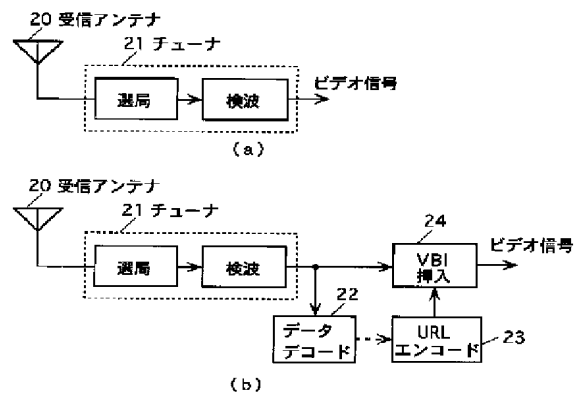 20 受信アンテナ
21 チューナ
選局
検波
ビデオ信号
(a)
20 受信アンテナ
21 チューナ
選局
検波
24
VBI
挿入
ビデオ信号
22
データ
デコード
URL
エンコード
23
(b)